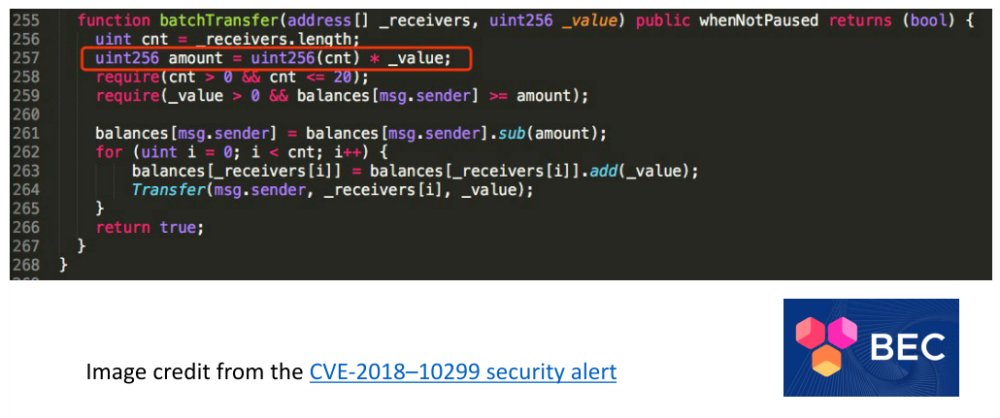 255 function batchTransfer(address[] _receivers, uint256 _value) public whenNotPaused returns (bool) {
256 uint cnt = _receivers.length;
257 uint256 amount = uint256(cnt) * _value;
258 require(cnt > 0 && cnt <= 20);
259 require(_value > 0 && balances[msg.sender] >= amount);
260
261 balances[msg.sender] = balances[msg.sender].sub(amount);
262 for (uint i = 0; i < cnt; i++) {
263 balances[_receivers[i]] = balances[_receivers[i]].add(_value);
264 Transfer(msg.sender, _receivers[i], _value);
265 }
266 return true;
267 }
268 }
BEC
Image credit from the CVE-2018–10299 security alert